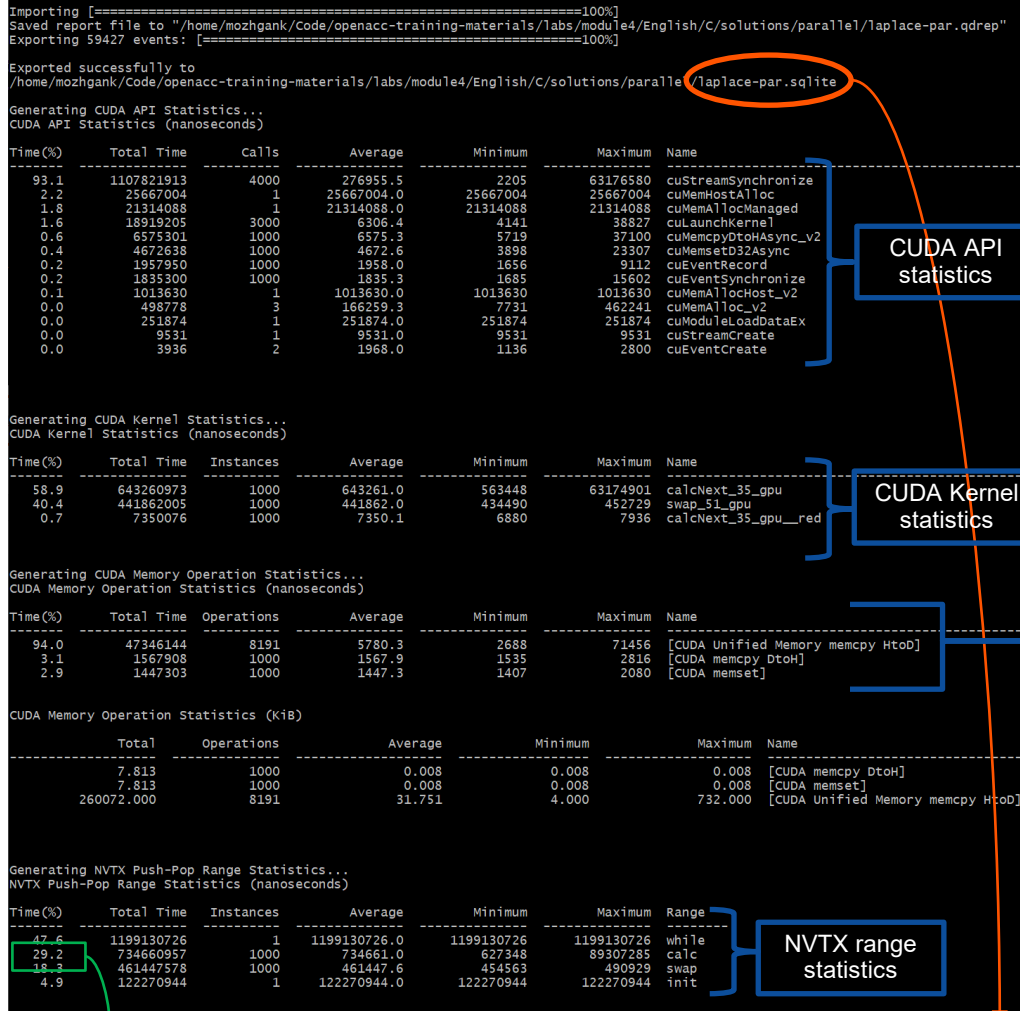 Importing [================================================100%]
Saved report file to "/home/mozhgank/Code/openacc-training-materials/labs/module4/English/C/solutions/parallel/laplace-par.qdrep"
Exporting 59427 events: [================================================100%]
Exported successfully to
/home/mozhgank/Code/openacc-training-materials/labs/module4/English/C/solutions/parallel/laplace-par.sqlite
Generating CUDA API Statistics...
CUDA API Statistics (nanoseconds)
Time(%) Total Time Calls Average Minimum Maximum Name
93.1 1107821913 4000 276955.5 2205 63176580 cuStreamSynchronize
2.2 25667004 1 25667004.0 25667004 25667004 cuMemHostAlloc
1.8 21314088 1 21314088.0 21314088 21314088 cuMemAllocManaged
1.6 18919205 3000 6306.4 4141 38827 cuLaunchKernel
0.6 6575301 1000 6575.3 5719 37100 cuMemcpyDtoHAsync_v2
0.4 4672638 1000 4672.6 3898 23307 cuMemsetD32Async
0.2 1957950 1000 1958.0 1656 9112 cuEventRecord
0.2 1835300 1000 1835.3 1685 15602 cuEventSynchronize
0.1 1013630 1 1013630.0 1013630 1013630 cuMemAllocHost_v2
0.0 498778 3 166259.3 7731 462241 cuMemAlloc_v2
0.0 251874 1 251874.0 251874 251874 cuModuleLoadDataEx
0.0 9531 1 9531.0 9531 9531 cuStreamCreate
0.0 3936 2 1968.0 1136 2800 cuEventCreate
CUDA API
statistics
Generating CUDA Kernel Statistics...
CUDA Kernel Statistics (nanoseconds)
Time(%) Total Time Instances Average Minimum Maximum Name
58.9 643260973 1000 643261.0 563448 63174901 calcNext_35_gpu
40.4 441862005 1000 441862.0 434490 452729 swap_51_gpu
0.7 7350076 1000 7350.1 6880 7936 calcNext_35_gpu__red
CUDA Kernel
statistics
Generating CUDA Memory Operation Statistics...
CUDA Memory Operation Statistics (nanoseconds)
Time(%) Total Time Operations Average Minimum Maximum Name
94.0 47346144 8191 5780.3 2688 71456 [CUDA Unified Memory memcpy HtoD]
3.1 1567908 1000 1567.9 1535 2816 [CUDA memcpy DtoH]
2.9 1447303 1000 1447.3 1407 2080 [CUDA memset]
CUDA Memory Operation Statistics (KiB)
Total Operations Average Minimum Maximum Name
7.813 1000 0.008 0.008 0.008 [CUDA memcpy DtoH]
7.813 1000 0.008 0.008 0.008 [CUDA memset]
260072.000 8191 31.751 4.000 732.000 [CUDA Unified Memory memcpy HtoD]
Generating NVTX Push-Pop Range Statistics...
NVTX Push-Pop Range Statistics (nanoseconds)
Time(%) Total Time Instances Average Minimum Maximum Range
47.6 1199130726 1 1199130726.0 1199130726 1199130726 while
29.2 734660957 1000 734661.0 627348 89307285 calc
18.3 461447578 1000 461447.6 454563 490929 swap
4.9 122270944 1 122270944.0 122270944 122270944 init
NVTX range
statistics